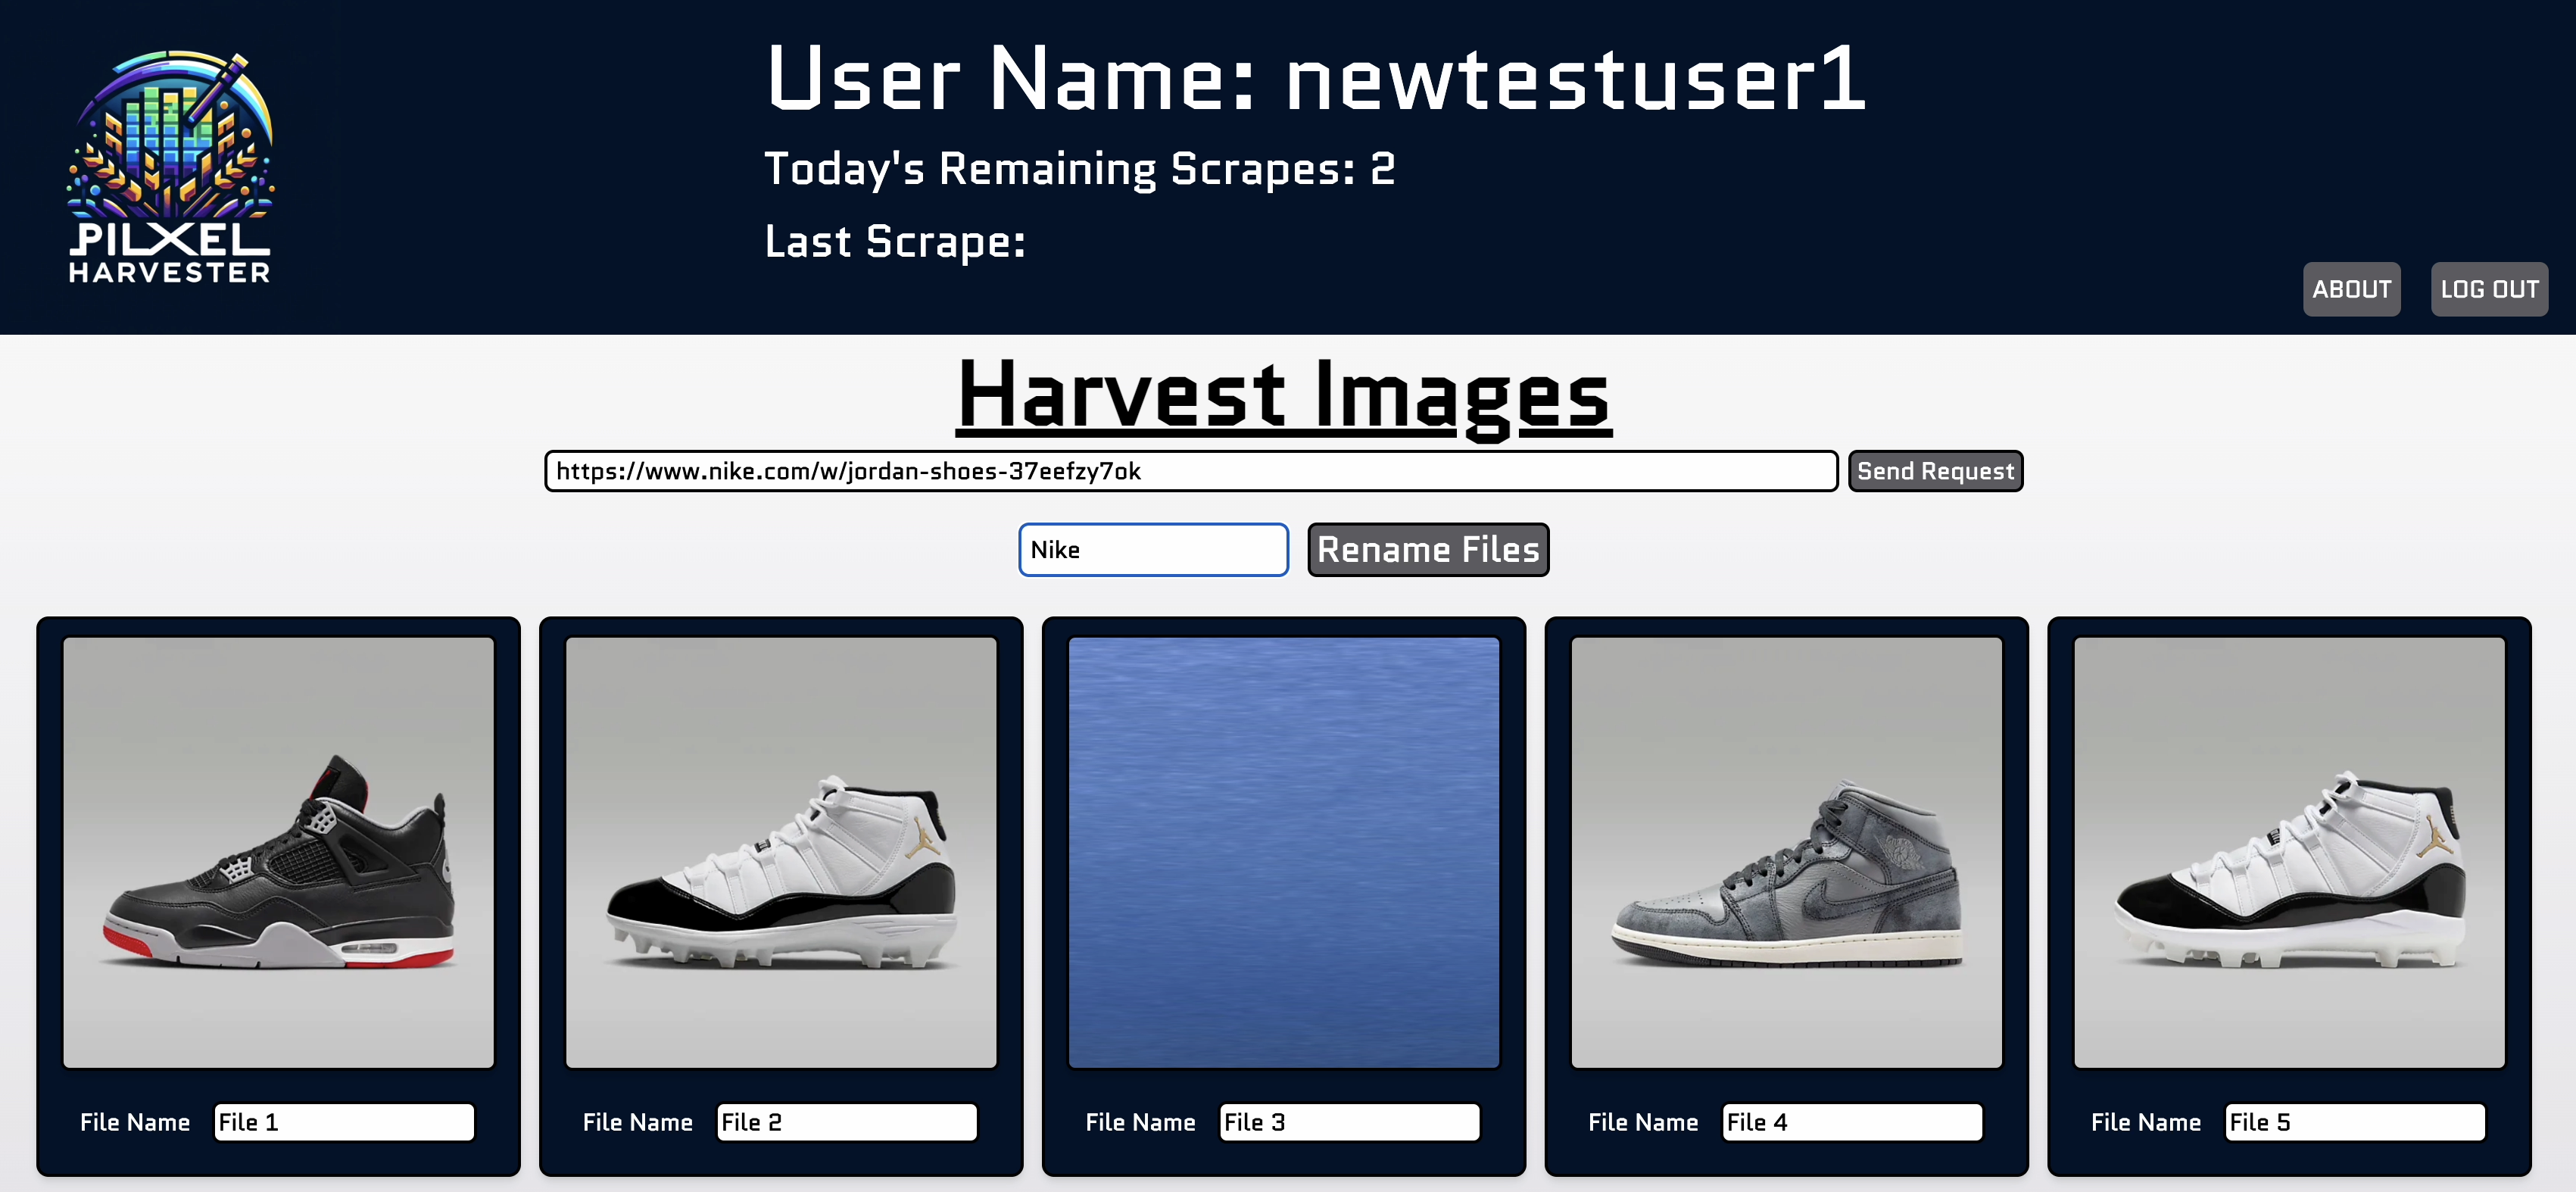 PILXEL
HARVESTER
User Name: newtestuser1
Today's Remaining Scrapes: 2
Last Scrape:
ABOUT
LOG OUT
Harvest Images
https://www.nike.com/w/jordan-shoes-37eefzy7ok
Send Request
Nike
Rename Files
File Name File 1
File Name File 2
File Name File 3
File Name File 4
File Name File 5